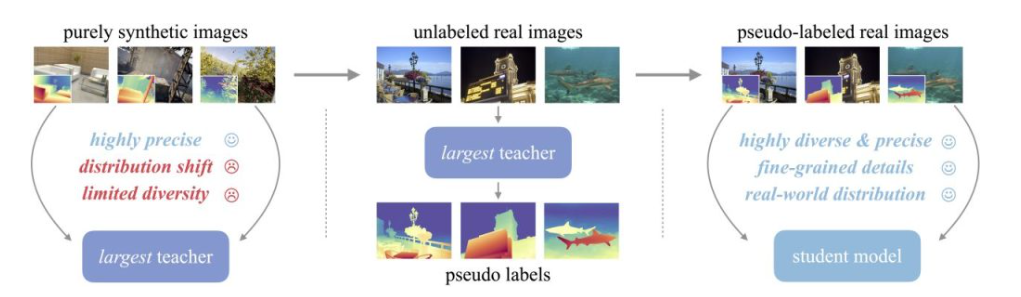 purely synthetic images
highly precise
distribution shift
limited diversity
largest teacher
unlabeled real images
largest teacher
pseudo labels
pseudo-labeled real images
highly diverse & precise
fine-grained details
real-world distribution
student model